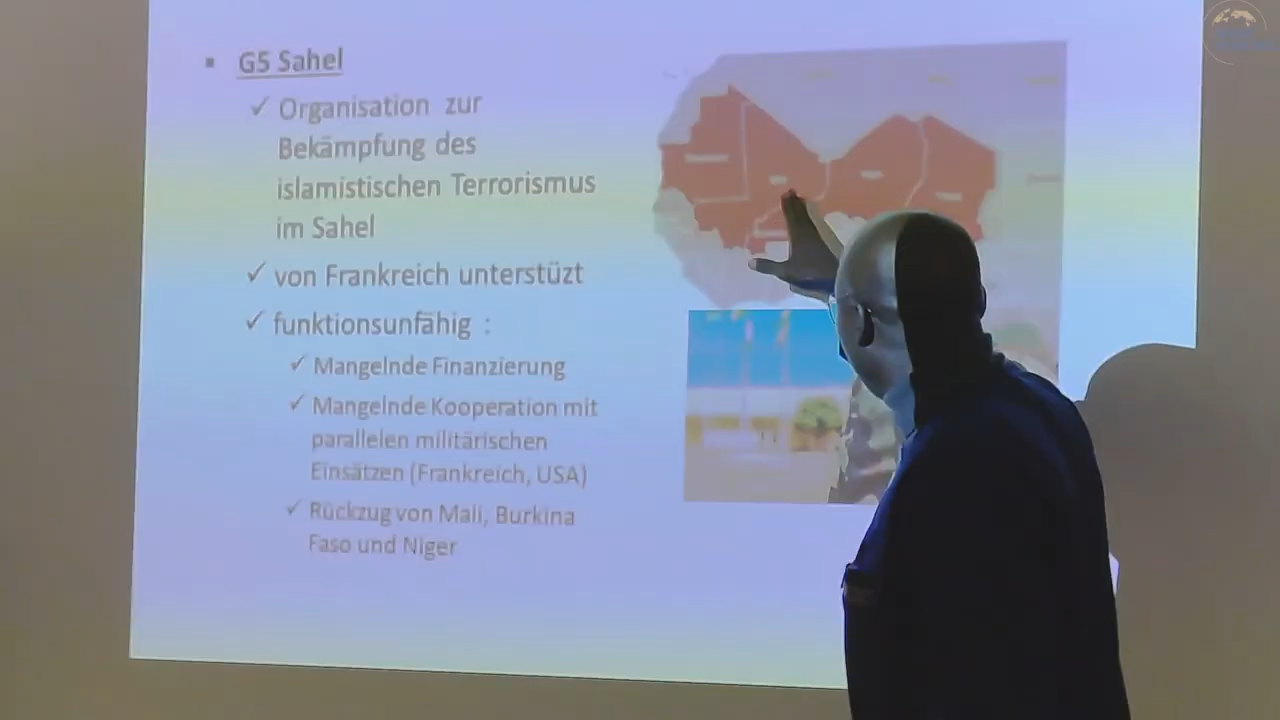 G5 Sahel
Organisation zur
Bekämpfung des
islamistischen Terrorismus
im Sahel
von Frankreich unterstüzt
funktionsunfähig :
Mangelnde Finanzierung
Mangelnde Kooperation mit
parallelen militärischen
Einsätzen (Frankreich, USA)
Rückzug von Mali, Burkina
Faso und Niger